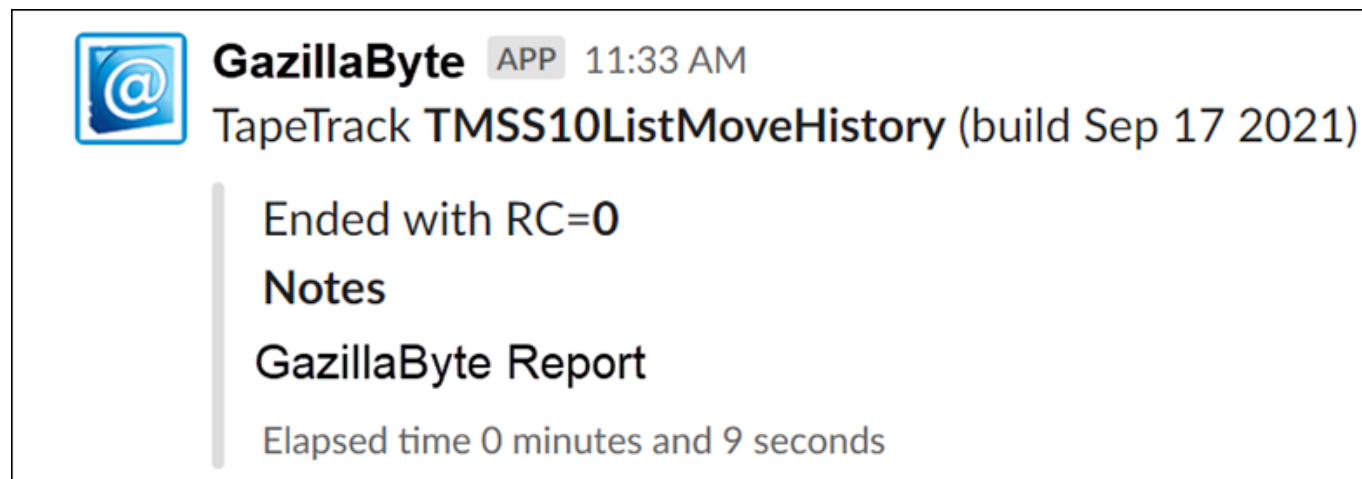 GazillaByte APP 11:33 AM
TapeTrack TMSS10ListMoveHistory (build Sep 17 2021)
Ended with RC=0
Notes
GazillaByte Report
Elapsed time 0 minutes and 9 seconds